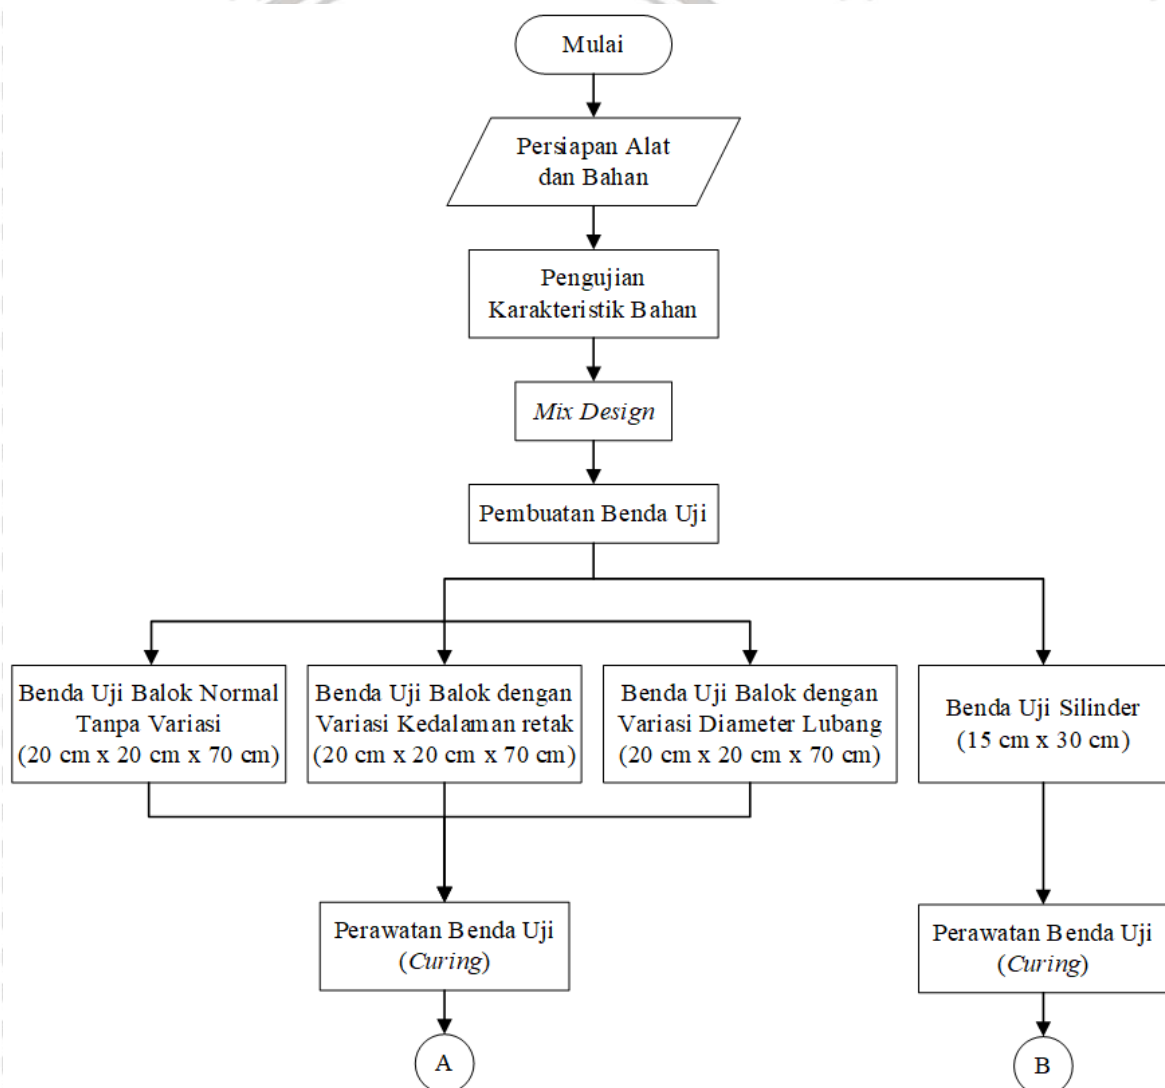 Mulai
Persiapan Alat
dan Bahan
Pengujian
Karakteristik Bahan
Mix Design
Pembuatan Benda Uji
Benda Uji Balok Normal
Tanpa Variasi
(20 cm x 20 cm x 70 cm)
Benda Uji Balok dengan
Variasi Kedalaman retak
(20 cm x 20 cm x 70 cm)
Benda Uji Balok dengan
Variasi Diameter Lubang
(20 cm x 20 cm x 70 cm)
Benda Uji Silinder
(15 cm x 30 cm)
Perawatan Benda Uji
(Curing)
Perawatan Benda Uji
(Curing)
A
B